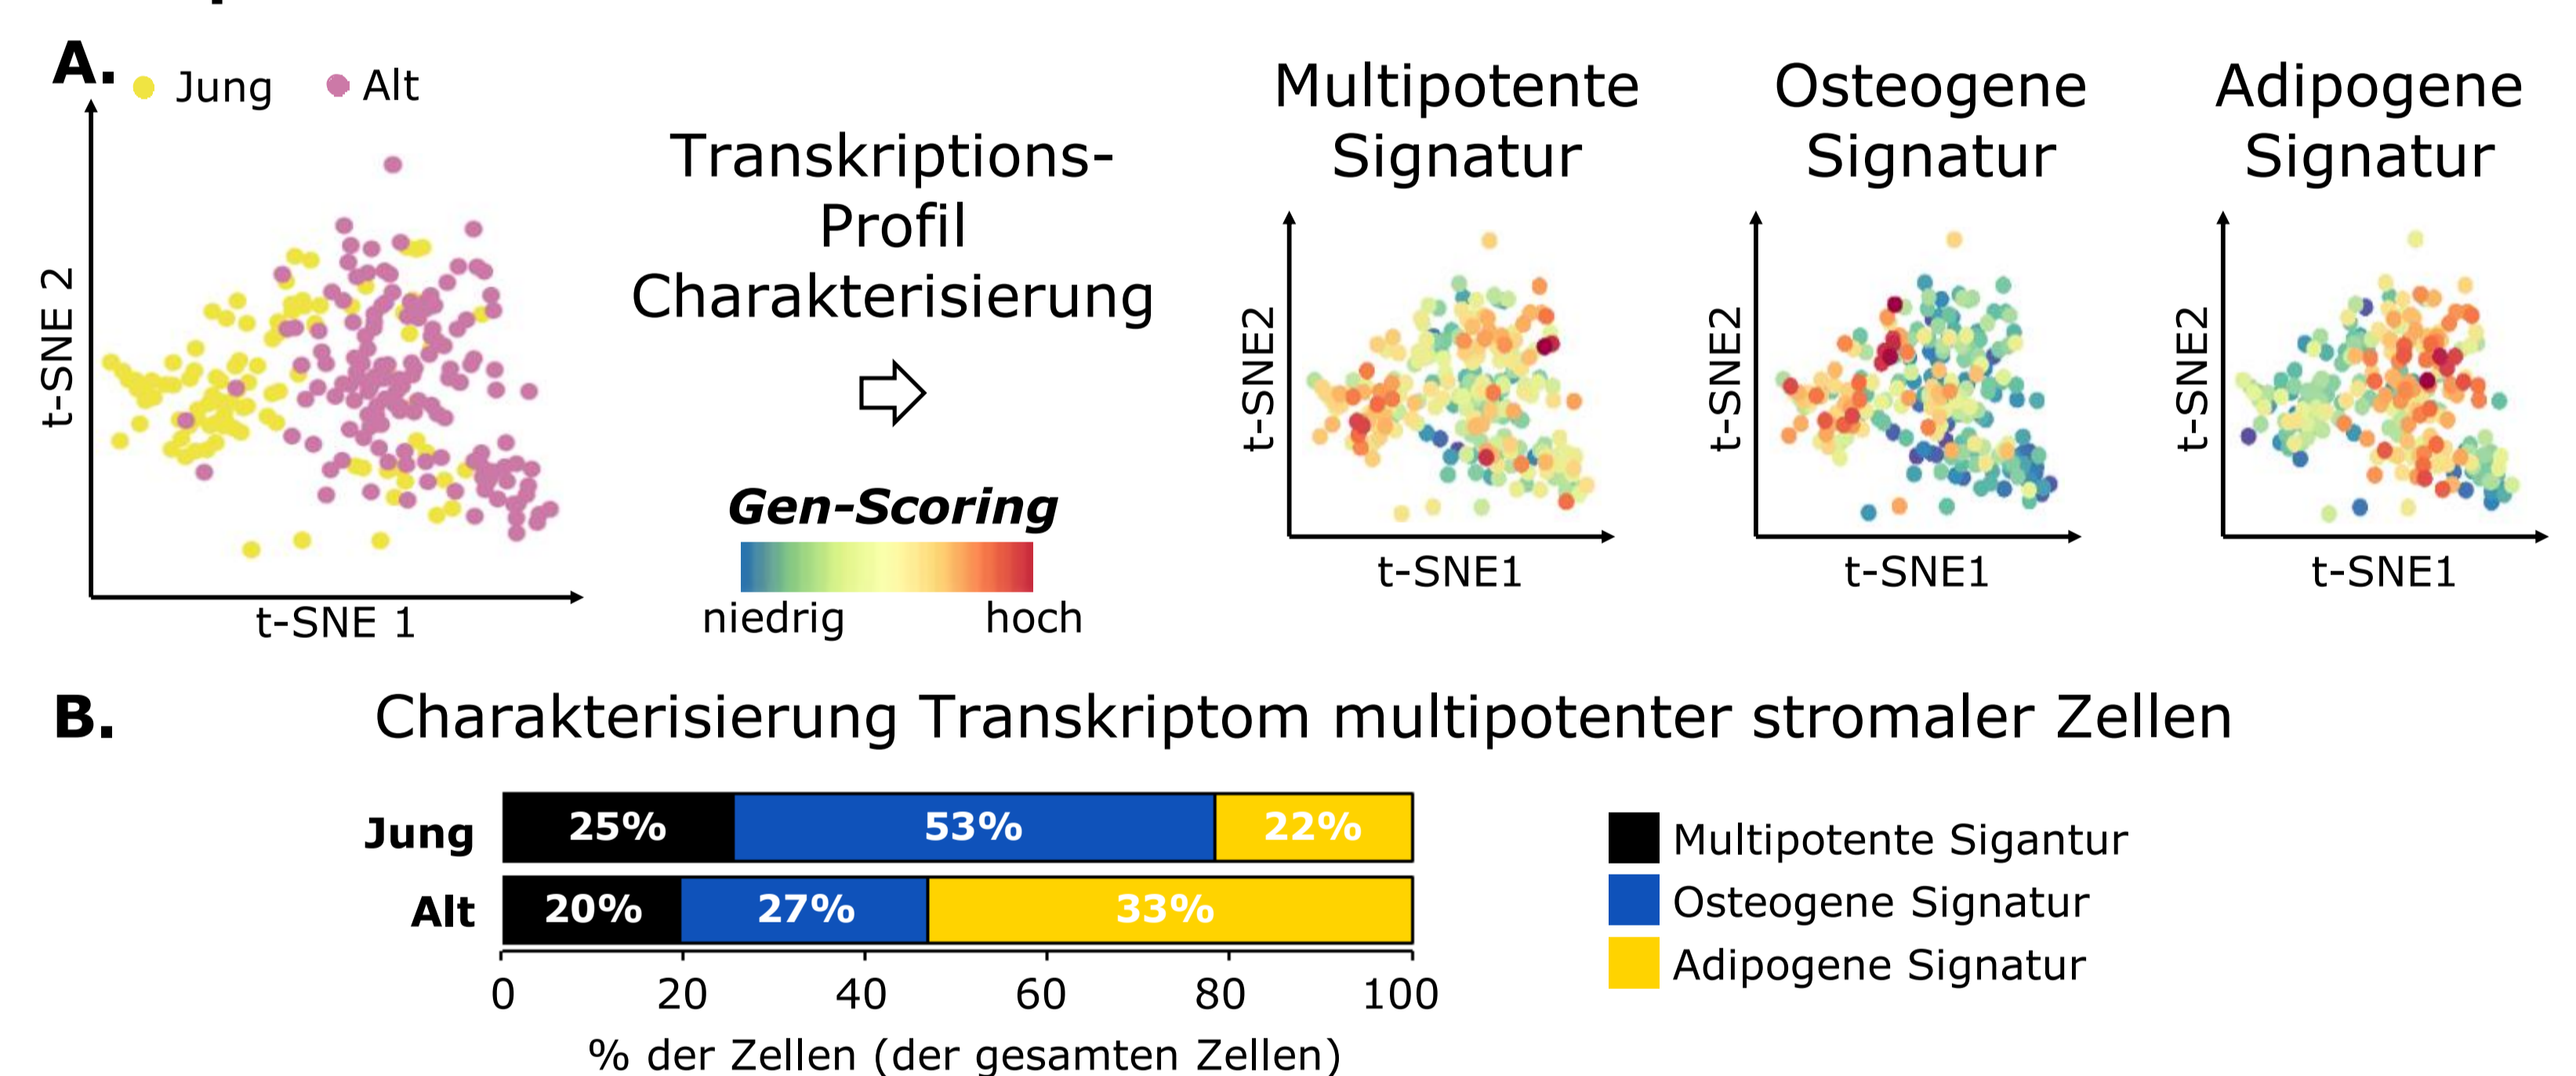 A.
Jung
Alt
t-SNE 2
t-SNE 1
Transkriptions-
Profil
Charakterisierung
Gen-Scoring
niedrig
hoch
Multipotente
Signatur
t-SNE2
t-SNE1
Osteogene
Signatur
t-SNE2
t-SNE1
Adipogene
Signatur
t-SNE2
t-SNE1
B.
Charakterisierung Transkriptom multipotenter stromaler Zellen
Jung
25%
53%
22%
Alt
20%
27%
33%
0 20 40 60 80 100
% der Zellen (der gesamten Zellen)
Multipotente Sigantur
Osteogene Signatur
Adipogene Signatur